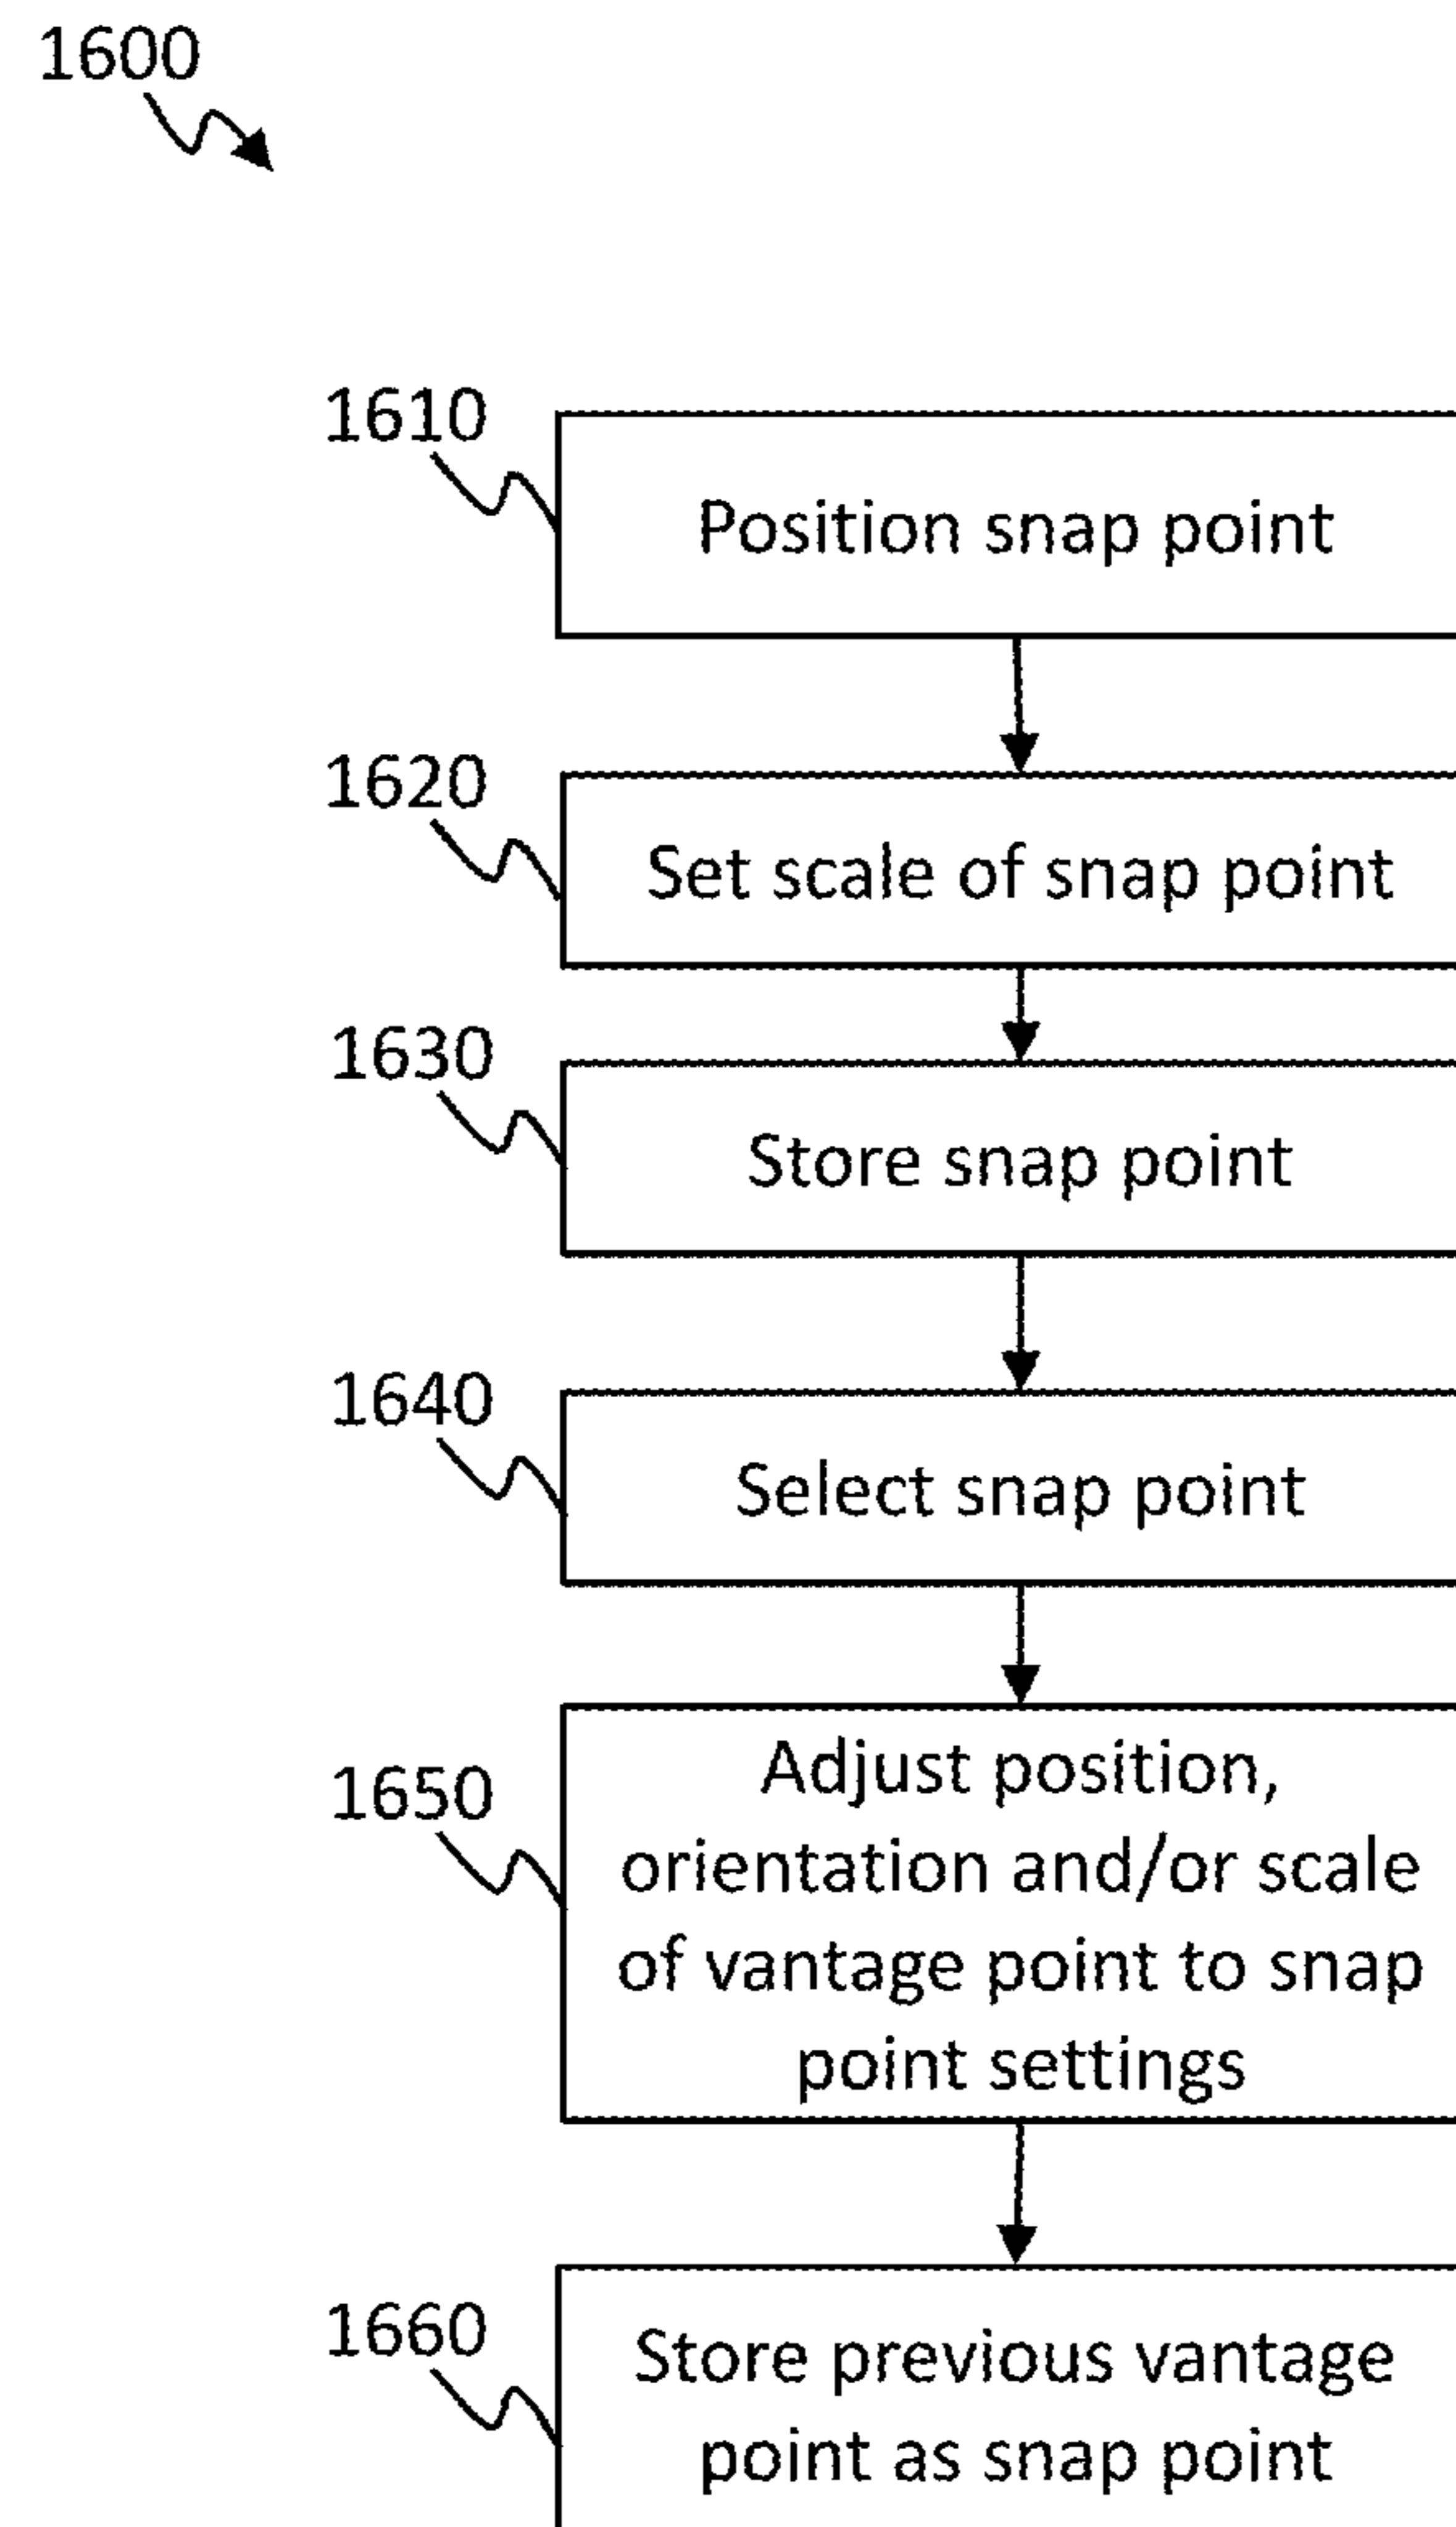 1600
1610
Position snap point
1620
Set scale of snap point
1630
Store snap point
1640
Select snap point
1650
Adjust position,
orientation and/or scale
of vantage point to snap
point settings
1660
Store previous vantage
point as snap point